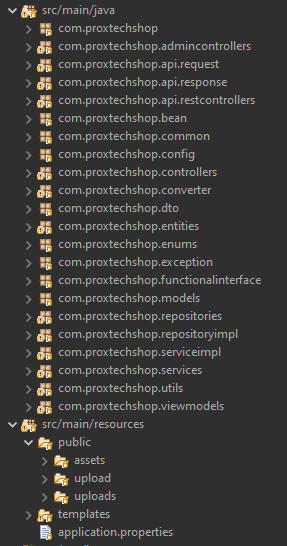 src/main/java
com.proxtechshop
com.proxtechshop.admincontrollers
com.proxtechshop.api.request
com.proxtechshop.api.response
com.proxtechshop.api.restcontrollers
com.proxtechshop.bean
com.proxtechshop.common
com.proxtechshop.config
com.proxtechshop.controllers
com.proxtechshop.converter
com.proxtechshop.dto
com.proxtechshop.entities
com.proxtechshop.enums
com.proxtechshop.exception
com.proxtechshop.functionalinterface
com.proxtechshop.models
com.proxtechshop.repositories
com.proxtechshop.repositoryimpl
com.proxtechshop.serviceimpl
com.proxtechshop.services
com.proxtechshop.utils
com.proxtechshop.viewmodels
src/main/resources
public
assets
upload
uploads
templates
application.properties